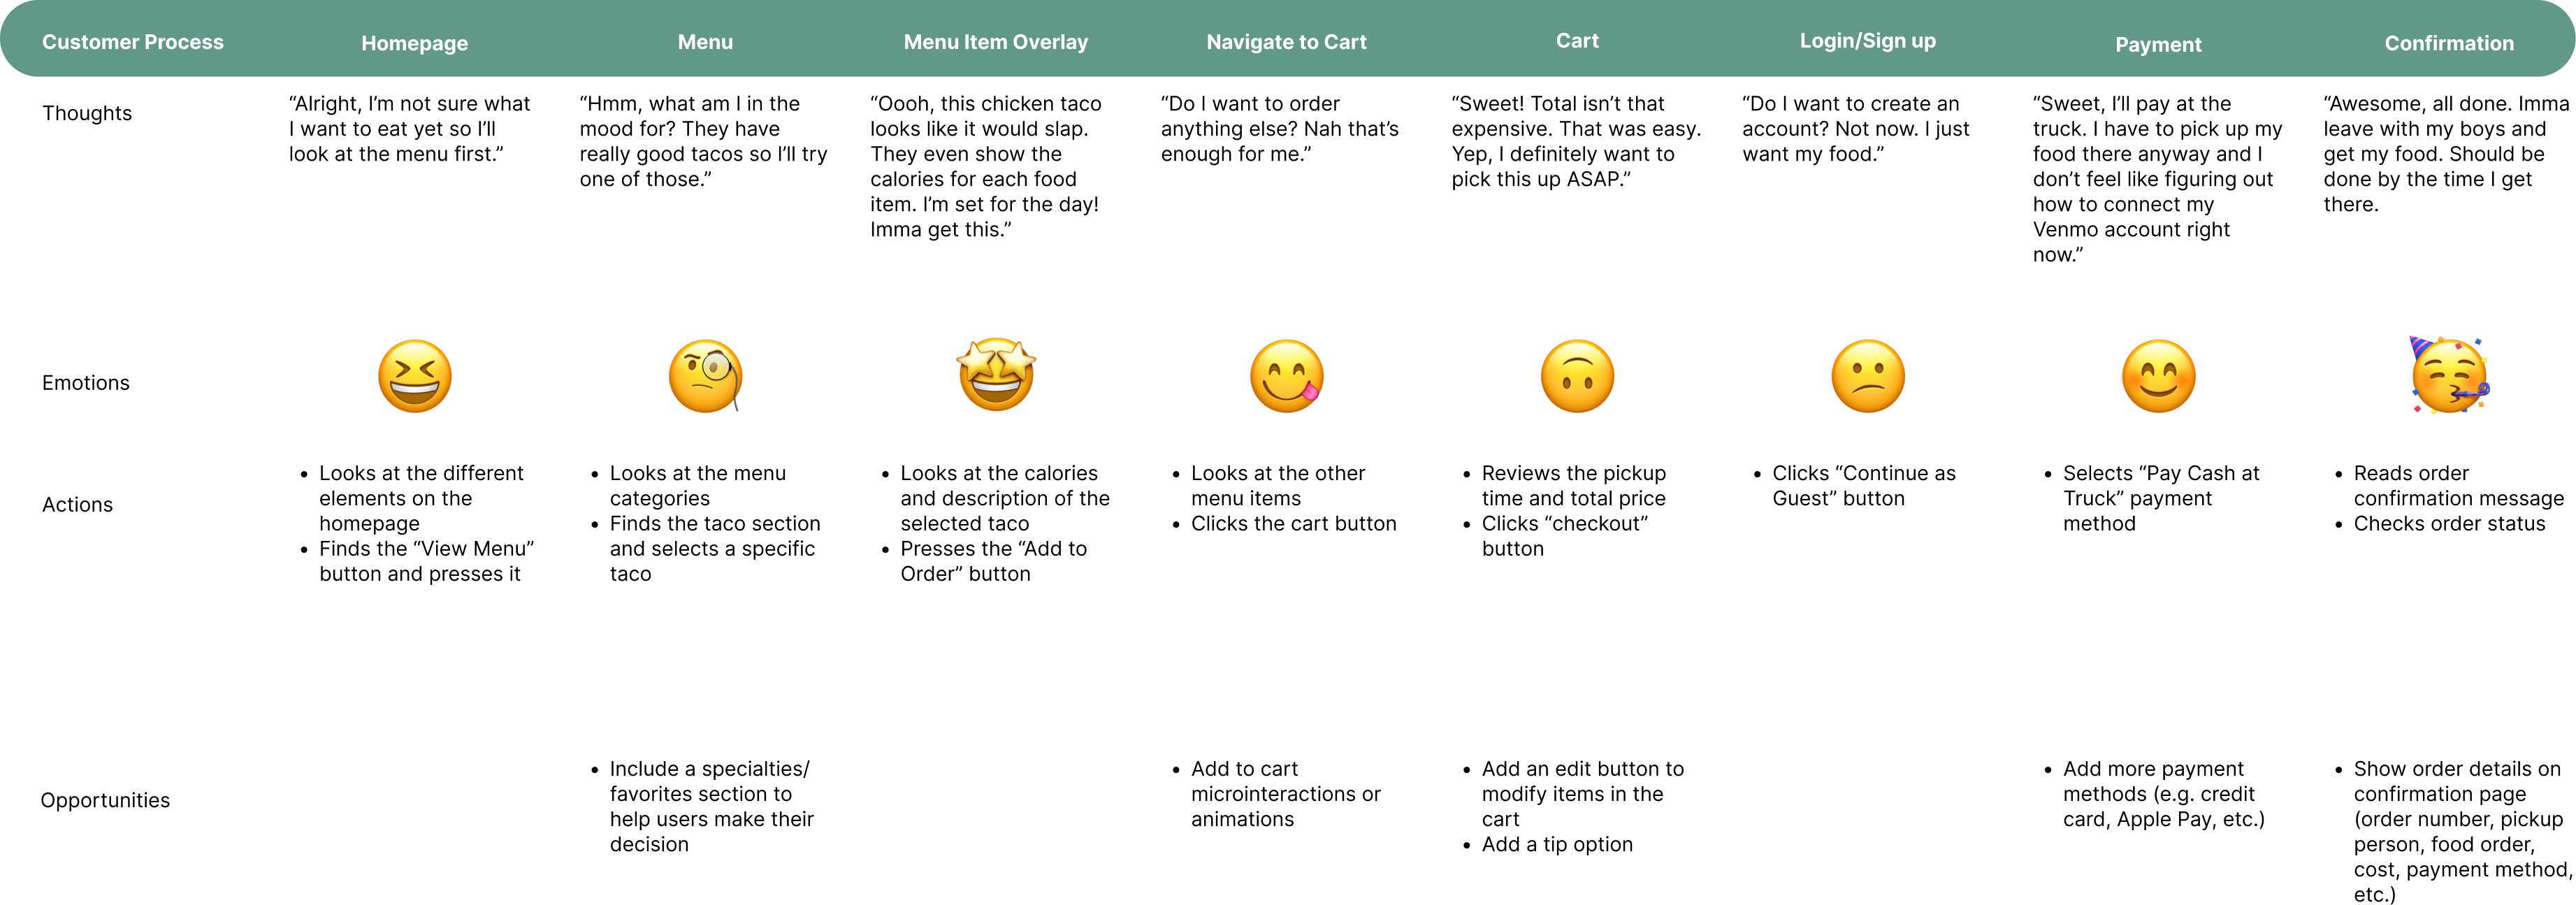 Customer Process
Homepage
Menu
Menu Item Overlay
Navigate to Cart
Cart
Login/Sign up
Payment
Confirmation
Thoughts
“Alright, I’m not sure what
I want to eat yet so I’ll
look at the menu first.”
“Hmm, what am I in the
mood for? They have
really good tacos so I’ll try
one of those.”
“Oooh, this chicken taco
looks like it would slap.
They even show the
calories for each food
item. I’m set for the day!
Imma get this.”
“Do I want to order
anything else? Nah that’s
enough for me.”
“Sweet! Total isn’t that
expensive. That was easy.
Yep, I definitely want to
pick this up ASAP.”
“Do I want to create an
account? Not now. I just
want my food.”
“Sweet, I’ll pay at the
truck. I have to pick up my
food there anyway and I
don’t feel like figuring out
how to connect my
Venmo account right
now.”
“Awesome, all done. Imma
leave with my boys and
get my food. Should be
done by the time I get
there.
Emotions
Actions
• Looks at the different
elements on the
homepage
• Finds the “View Menu”
button and presses it
• Looks at the menu
categories
• Finds the taco section
and selects a specific
taco
• Looks at the calories
and description of the
selected taco
• Presses the “Add to
Order” button
• Looks at the other
menu items
• Clicks the cart button
• Reviews the pickup
time and total price
• Clicks “checkout”
button
• Clicks “Continue as
Guest” button
• Selects “Pay Cash at
Truck” payment
method
• Reads order
confirmation message
• Checks order status
Opportunities
• Include a specialties/
favorites section to
help users make their
decision
• Add to cart
microinteractions or
animations
• Add an edit button to
modify items in the
cart
• Add a tip option
• Add more payment
methods (e.g. credit
card, Apple Pay, etc.)
• Show order details on
confirmation page
(order number, pickup
person, food order,
cost, payment method,
etc.)